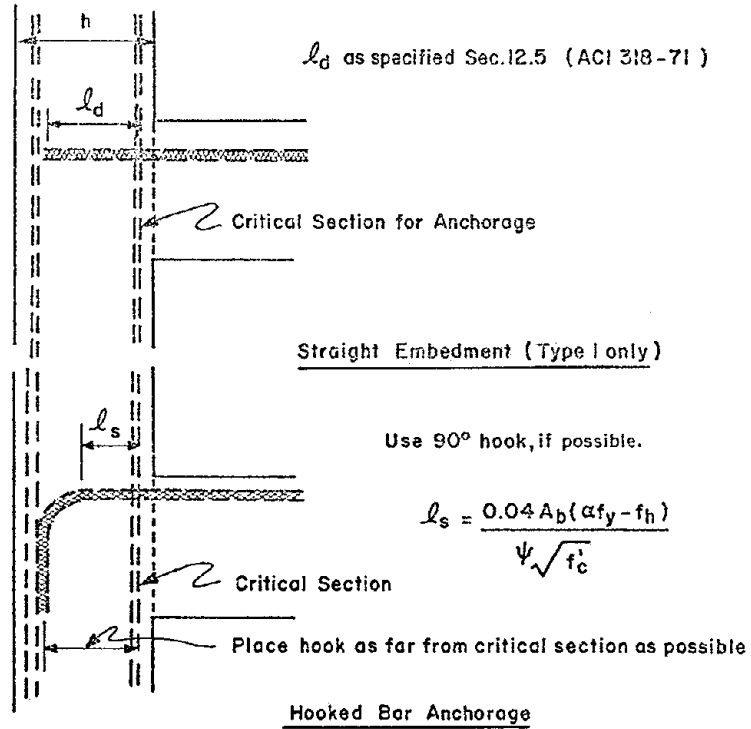 h
ℓd as specified Sec.12.5 (ACI 318-71)
ℓd
Critical Section for Anchorage
Straight Embedment (Type I only)
ℓs
Use 90° hook, if possible.
ℓs = 0.04 Ab(αfy - fh) / ψ√f'c
Critical Section
Place hook as far from critical section as possible
Hooked Bar Anchorage